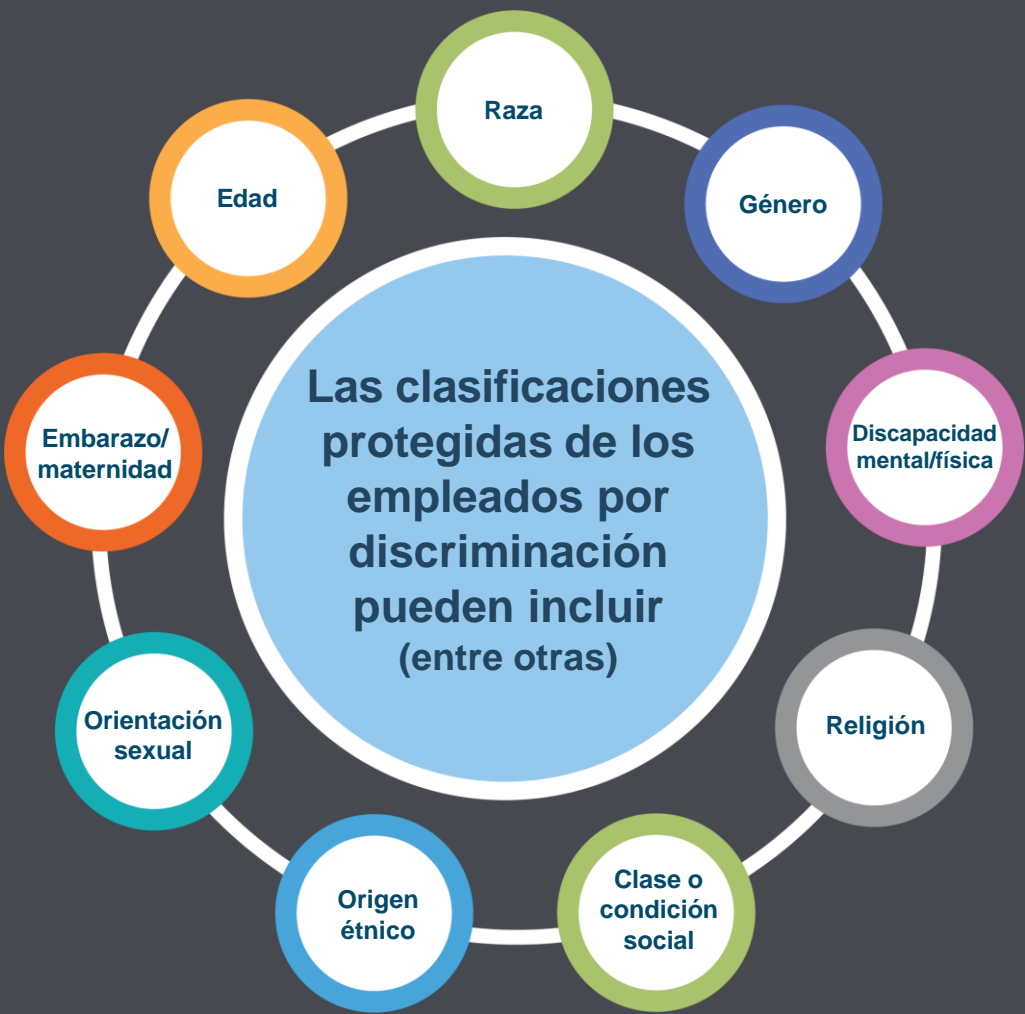 Raza
Género
Discapacidad
mental/física
Religión
Clase o
condición
social
Origen
étnico
Orientación
sexual
Embarazo/
maternidad
Edad
Las clasificaciones
protegidas de los
empleados por
discriminación
pueden incluir
(entre otras)